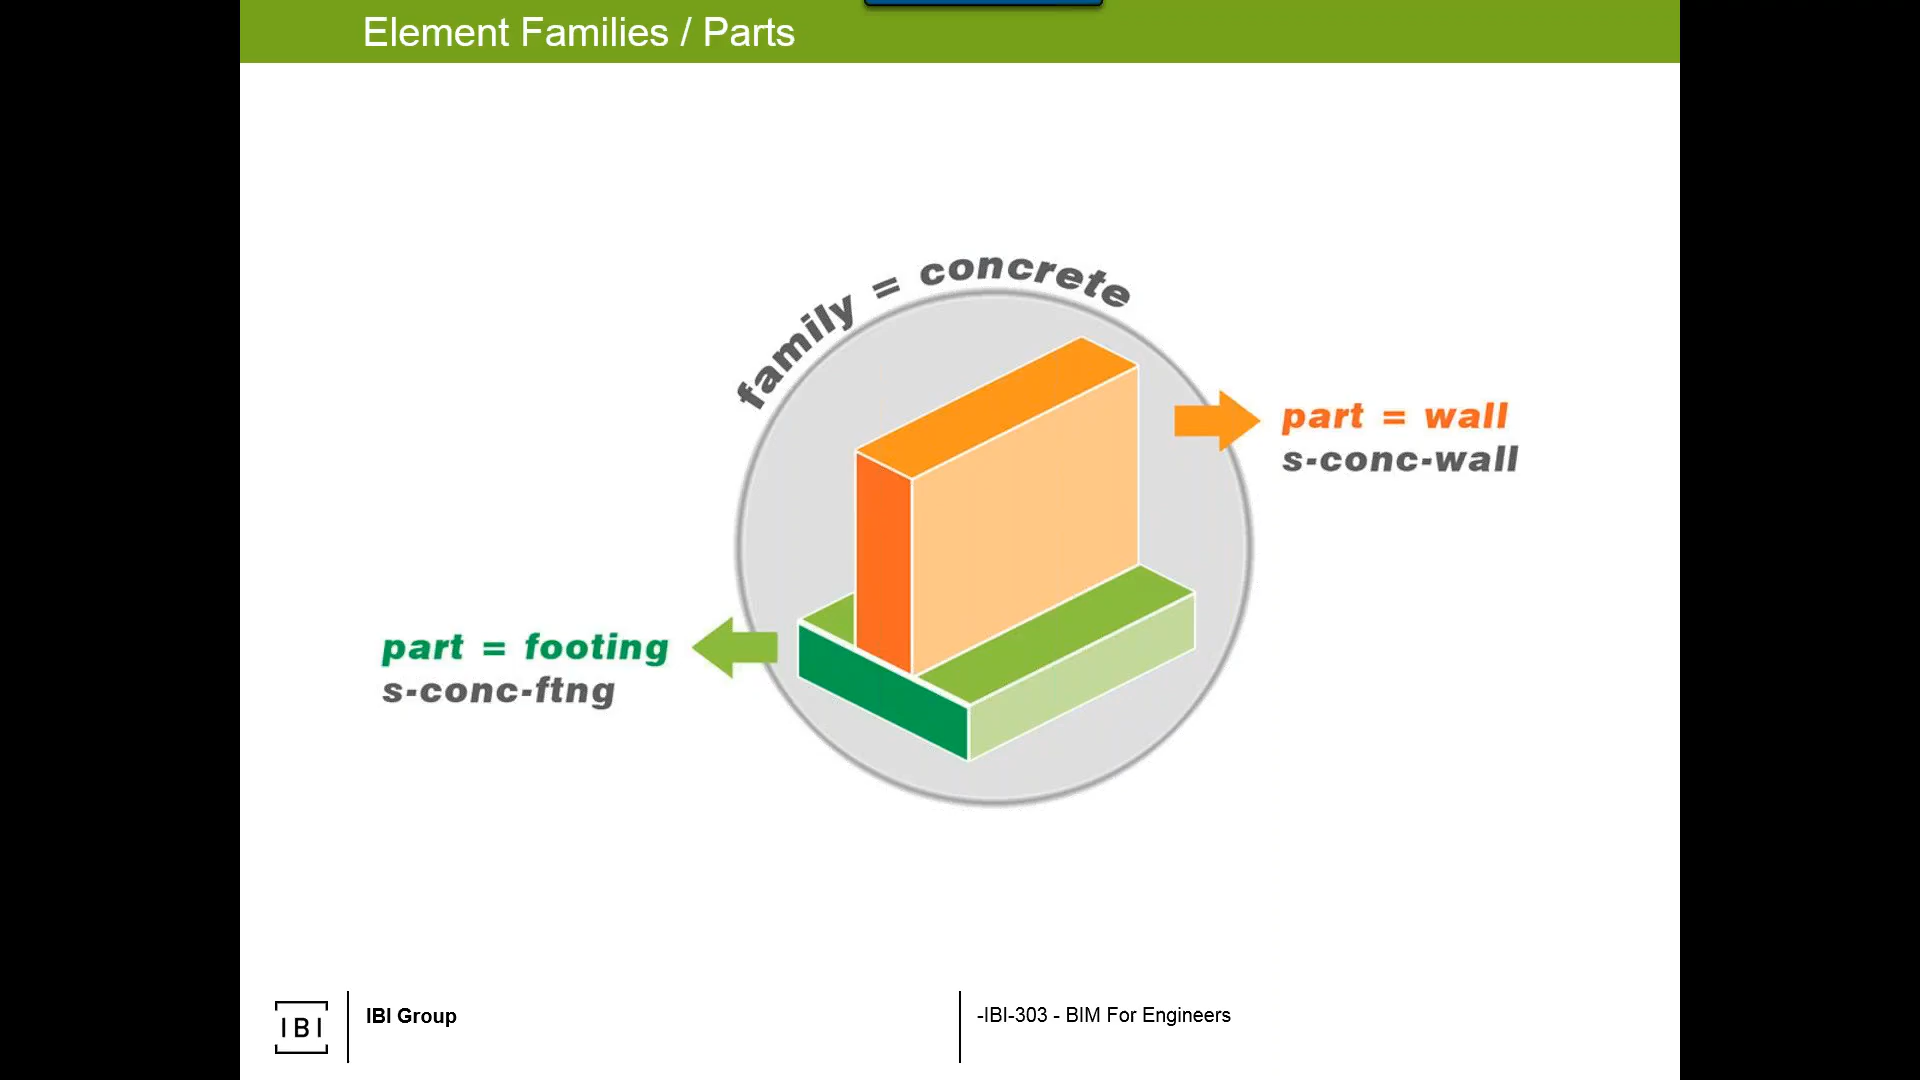 Element Families / Parts
family = concrete
part = wall
s-conc-wall
part = footing
s-conc-ftng
IBI
IBI Group
-IBI-303 - BIM For Engineers